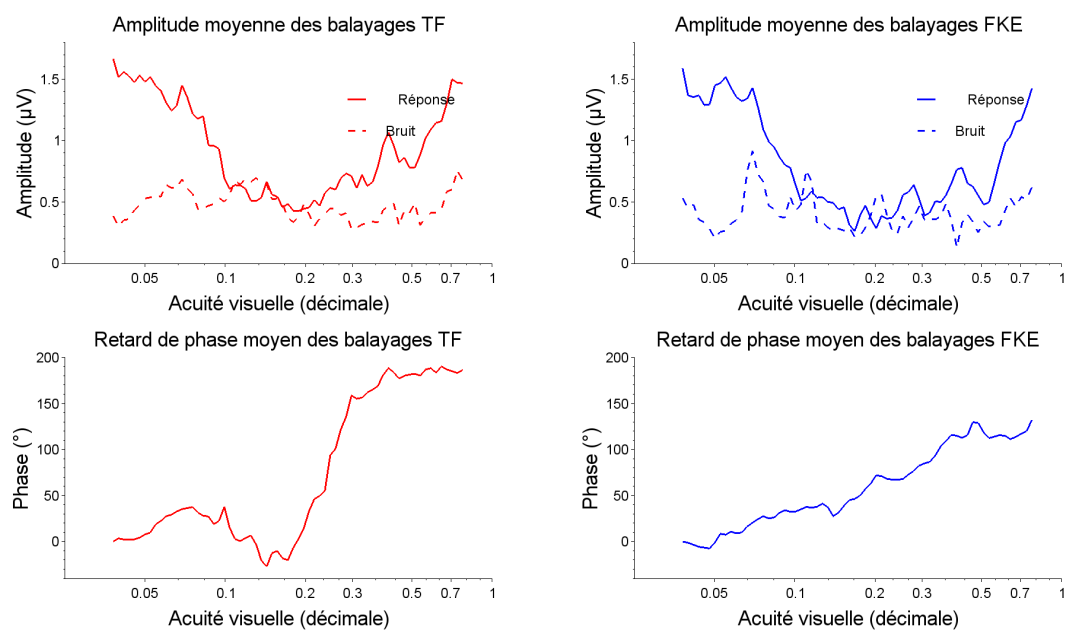 Amplitude moyenne des balayages TF
Amplitude (µV)
1.5
1
0.5
0
Réponse
Bruit
0.05
0.1
0.2
0.3
0.5
0.7
1
Acuité visuelle (décimale)
Amplitude moyenne des balayages FKE
Amplitude (µV)
1.5
1
0.5
0
Réponse
Bruit
0.05
0.1
0.2
0.3
0.5
0.7
1
Acuité visuelle (décimale)
Retard de phase moyen des balayages TF
Phase (°)
200
150
100
50
0
0.05
0.1
0.2
0.3
0.5
0.7
1
Acuité visuelle (décimale)
Retard de phase moyen des balayages FKE
Phase (°)
200
150
100
50
0
0.05
0.1
0.2
0.3
0.5
0.7
1
Acuité visuelle (décimale)